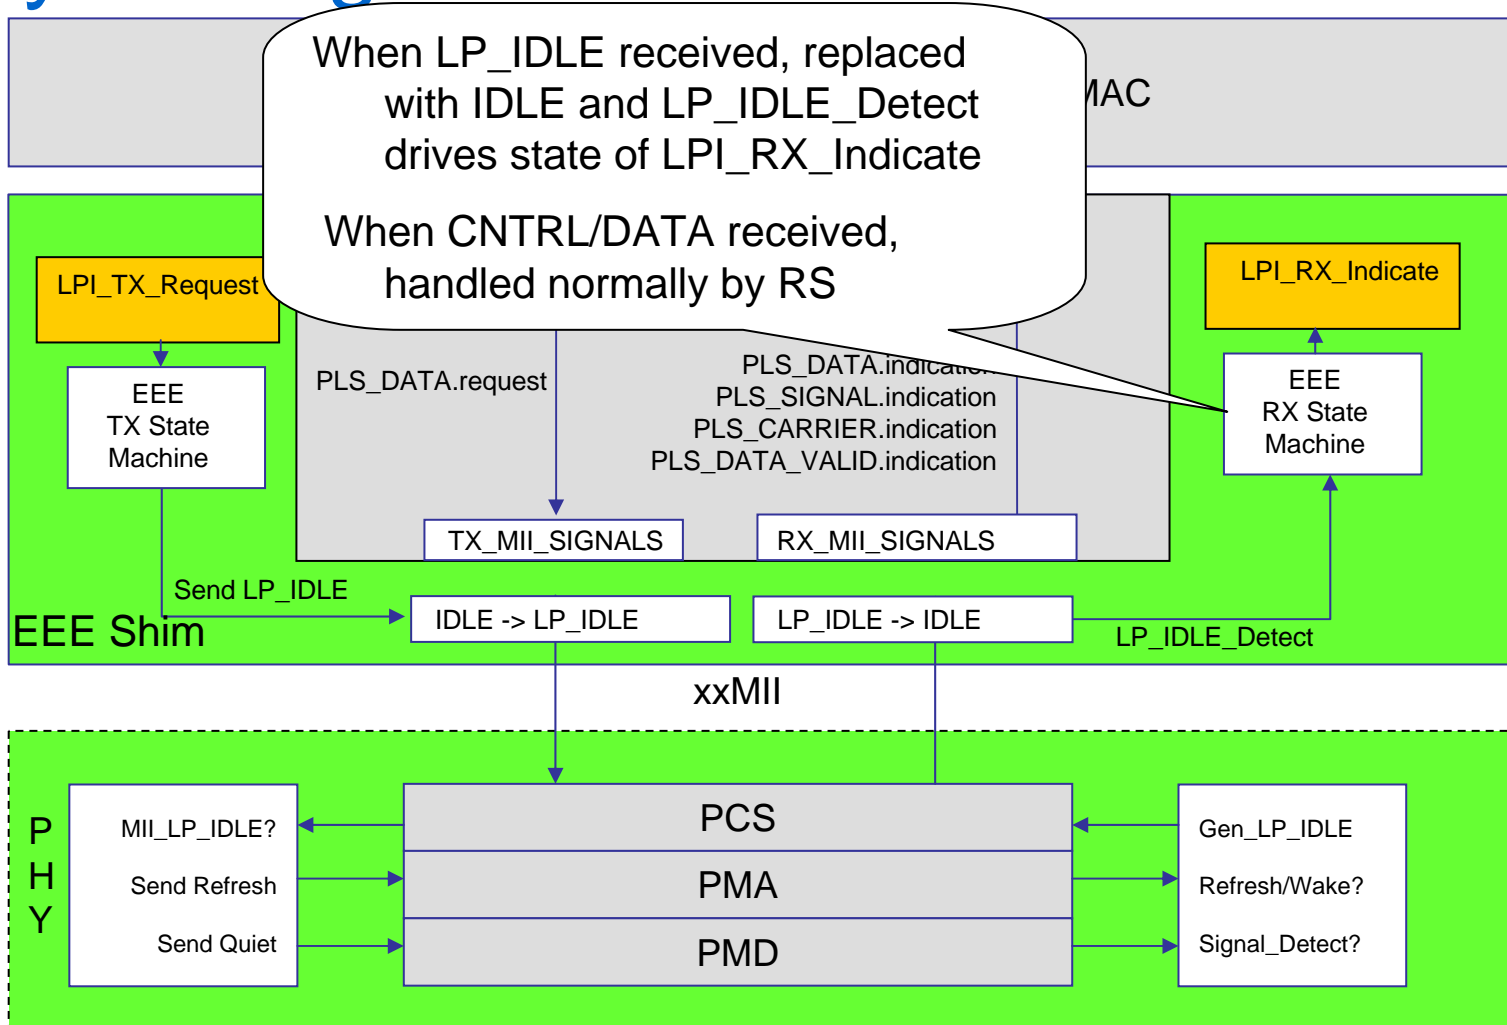 When LP_IDLE received, replaced
with IDLE and LP_IDLE_Detect
drives state of LPI_RX_Indicate
When CNTRL/DATA received,
handled normally by RS
MAC
LPI_TX_Request
LPI_RX_Indicate
EEE
TX State
Machine
PLS_DATA.request
PLS_DATA.indication
PLS_SIGNAL.indication
PLS_CARRIER.indication
PLS_DATA_VALID.indication
EEE
RX State
Machine
TX_MII_SIGNALS
RX_MII_SIGNALS
Send LP_IDLE
IDLE -> LP_IDLE
LP_IDLE -> IDLE
LP_IDLE_Detect
EEE Shim
xxMII
P
H
Y
MII_LP_IDLE?
Send Refresh
Send Quiet
PCS
PMA
PMD
Gen_LP_IDLE
Refresh/Wake?
Signal_Detect?